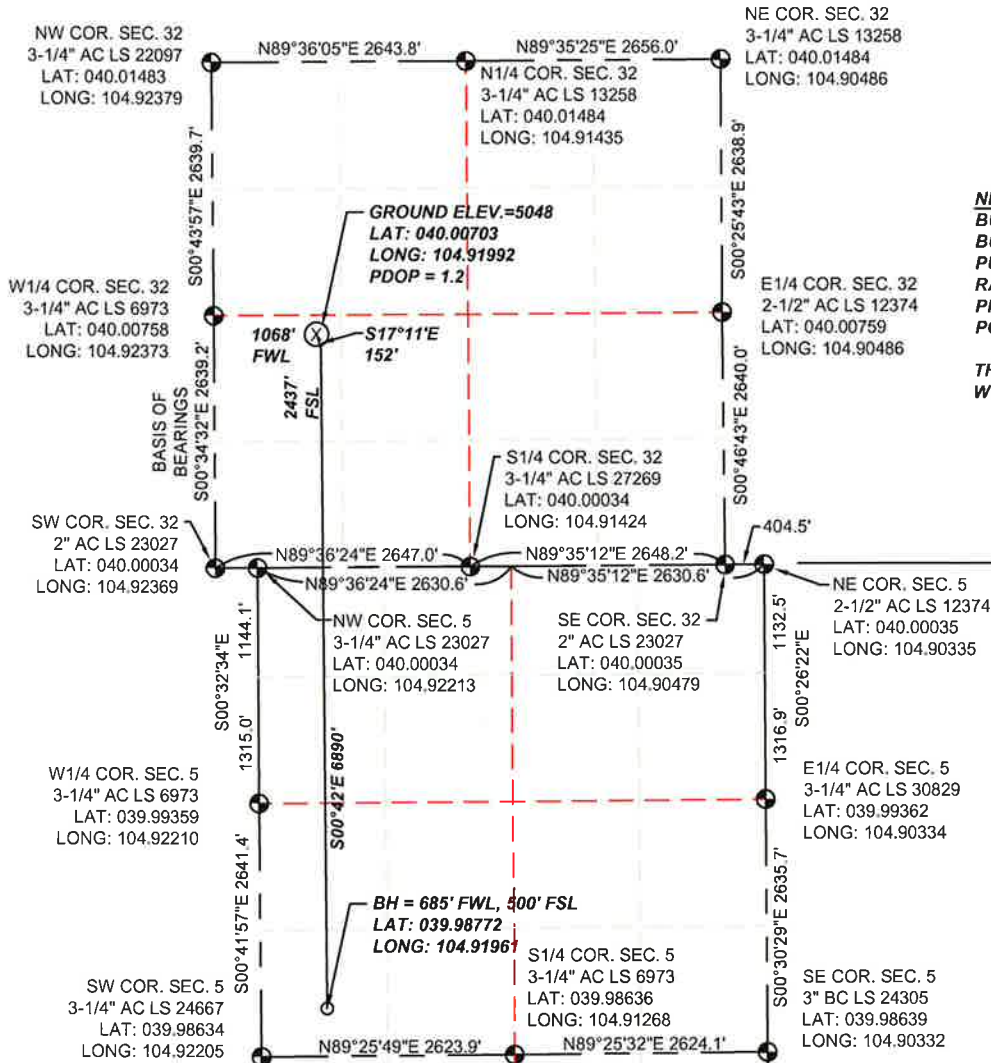 NW COR. SEC. 32
3-1/4" AC LS 22097
LAT: 040.01483
LONG: 104.92379
N89°36'05"E 2643.8'
N89°35'25"E 2656.0'
NE COR. SEC. 32
3-1/4" AC LS 13258
LAT: 040.01484
LONG: 104.90486
N1/4 COR. SEC. 32
3-1/4" AC LS 13258
LAT: 040.01484
LONG: 104.91435
S00°43'57"E 2639.7'
S00°25'43"E 2638.9'
GROUND ELEV.=5048
LAT: 040.00703
LONG: 104.91992
PDOP = 1.2
W1/4 COR. SEC. 32
3-1/4" AC LS 6973
LAT: 040.00758
LONG: 104.92373
E1/4 COR. SEC. 32
2-1/2" AC LS 12374
LAT: 040.00759
LONG: 104.90486
1068'
FWL
S17°11'E
152'
2437'
FSL
BASIS OF
BEARINGS
S00°34'32"E 2639.2'
S00°46'43"E 2640.0'
S1/4 COR. SEC. 32
3-1/4" AC LS 27269
LAT: 040.00034
LONG: 104.91424
SW COR. SEC. 32
2" AC LS 23027
LAT: 040.00034
LONG: 104.92369
N89°36'24"E 2647.0'
N89°35'12"E 2648.2'
404.5'
N89°36'24"E 2630.6'
N89°35'12"E 2630.6'
NW COR. SEC. 5
3-1/4" AC LS 23027
LAT: 040.00034
LONG: 104.92213
SE COR. SEC. 32
2" AC LS 23027
LAT: 040.00035
LONG: 104.90479
NE COR. SEC. 5
2-1/2" AC LS 12374
LAT: 040.00035
LONG: 104.90335
S00°32'34"E
1144.1'
1315.0'
1132.5'
1316.9'
S00°26'22"E
S00°42'E 6890'
W1/4 COR. SEC. 5
3-1/4" AC LS 6973
LAT: 039.99359
LONG: 104.92210
E1/4 COR. SEC. 5
3-1/4" AC LS 30829
LAT: 039.99362
LONG: 104.90334
S00°41'57"E 2641.4'
S00°30'29"E 2635.7'
BH = 685' FWL, 500' FSL
LAT: 039.98772
LONG: 104.91961
S1/4 COR. SEC. 5
3-1/4" AC LS 6973
LAT: 039.98636
LONG: 104.91268
SW COR. SEC. 5
3-1/4" AC LS 24667
LAT: 039.98634
LONG: 104.92205
SE COR. SEC. 5
3" BC LS 24305
LAT: 039.98639
LONG: 104.90332
N89°25'49"E 2623.9'
N89°25'32"E 2624.1'